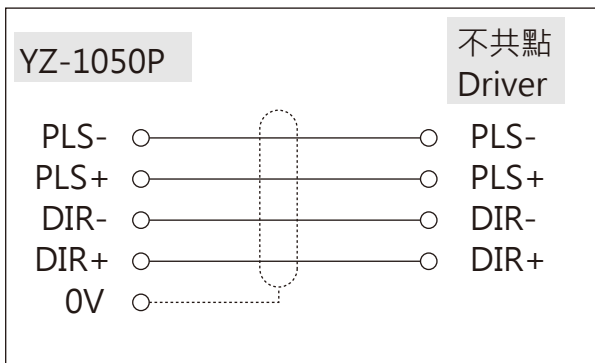 YZ-1050P
不共點
Driver
PLS- PLS-
PLS+ PLS+
DIR- DIR-
DIR+ DIR+
0V